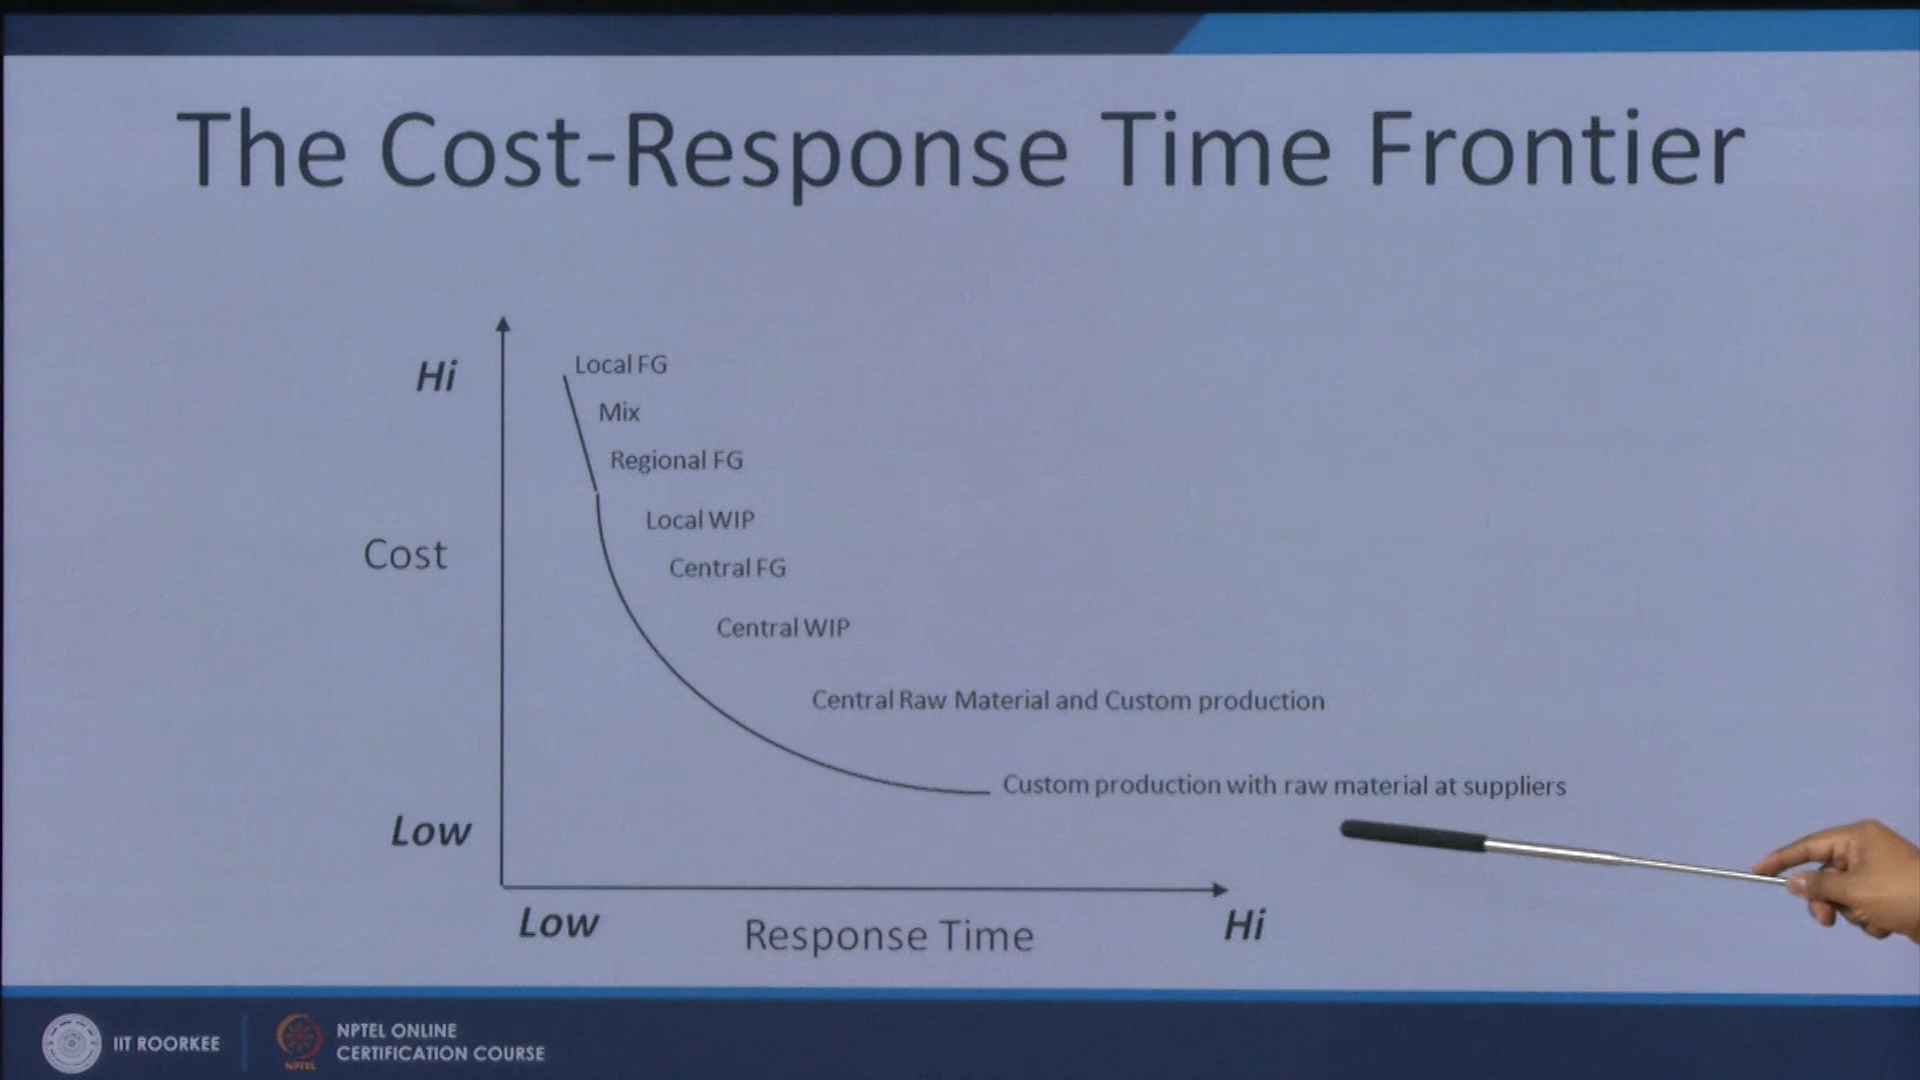 The Cost-Response Time Frontier
Hi
Local FG
Mix
Regional FG
Local WIP
Cost
Central FG
Central WIP
Central Raw Material and Custom production
Custom production with raw material at suppliers
Low
Low
Response Time
Hi
IIT ROORKEE
NPTEL
NPTEL ONLINE
CERTIFICATION COURSE